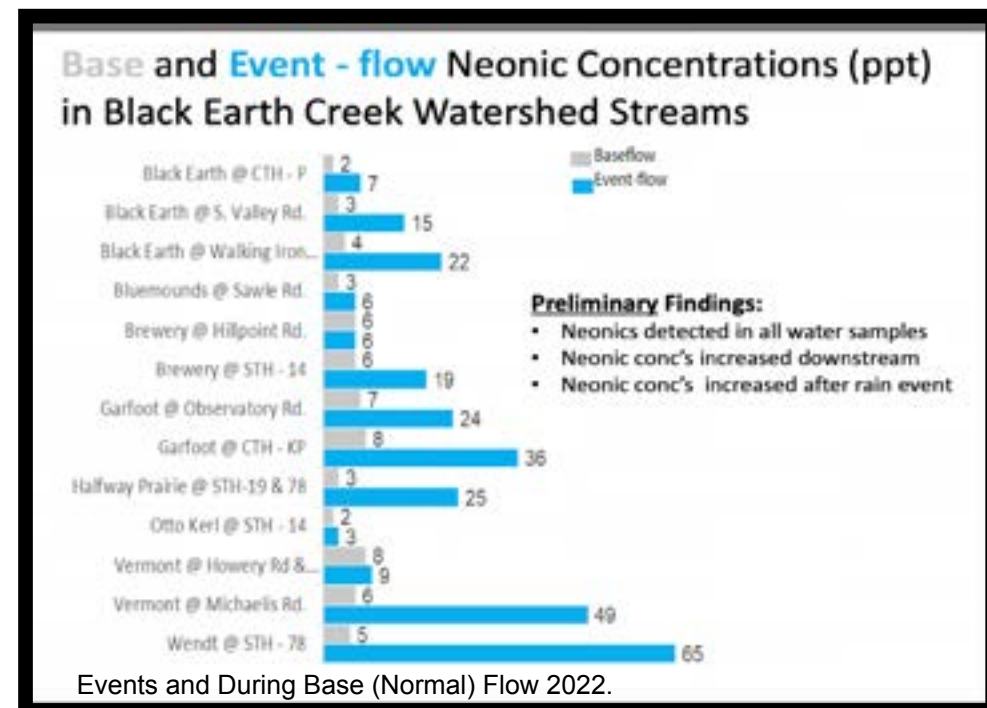 Base and Event - flow Neonic Concentrations (ppt)
in Black Earth Creek Watershed Streams
Baseflow
Event-flow
Black Earth @ CTH - P 2
7
Black Earth @ S. Valley Rd. 3
15
Black Earth @ Walking Iron... 4
22
Bluemounds @ Sawle Rd. 3
6
Brewery @ Hillpoint Rd. 6
6
Brewery @ STH - 14 6
19
Garfoot @ Observatory Rd. 7
24
Garfoot @ CTH - KP 8
36
Halfway Prairie @ STH-19 & 78 3
25
Otto Kerl @ STH - 14 2
3
Vermont @ Howery Rd &... 8
9
Vermont @ Michaelis Rd. 6
49
Wendt @ STH - 78 5
65
Preliminary Findings:
• Neonics detected in all water samples
• Neonic conc's increased downstream
• Neonic conc's increased after rain event
Events and During Base (Normal) Flow 2022.